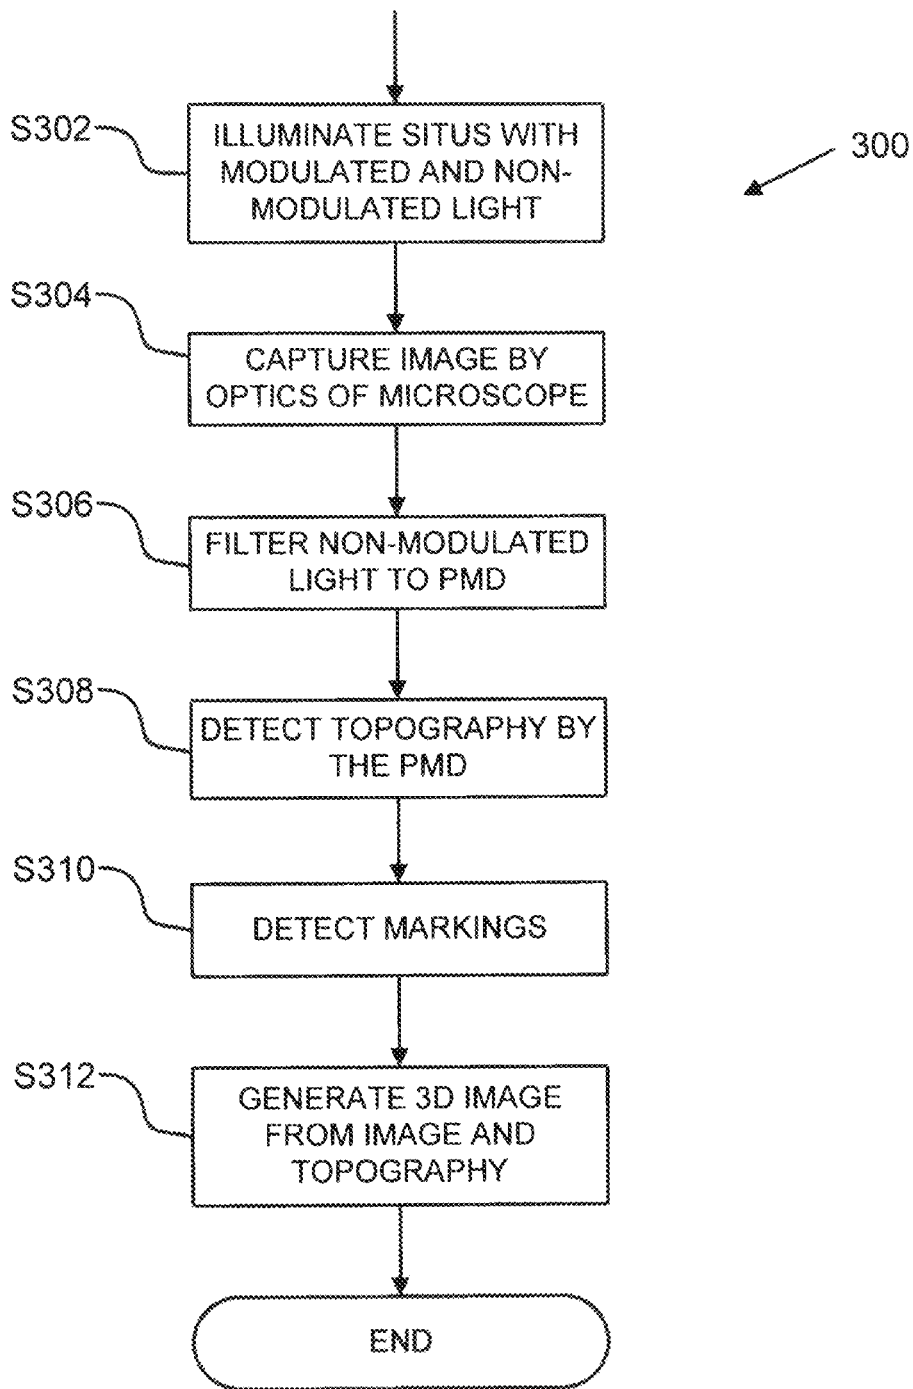 S302
ILLUMINATE SITUS WITH
MODULATED AND NON-
MODULATED LIGHT
300
S304
CAPTURE IMAGE BY
OPTICS OF MICROSCOPE
S306
FILTER NON-MODULATED
LIGHT TO PMD
S308
DETECT TOPOGRAPHY BY
THE PMD
S310
DETECT MARKINGS
S312
GENERATE 3D IMAGE
FROM IMAGE AND
TOPOGRAPHY
END